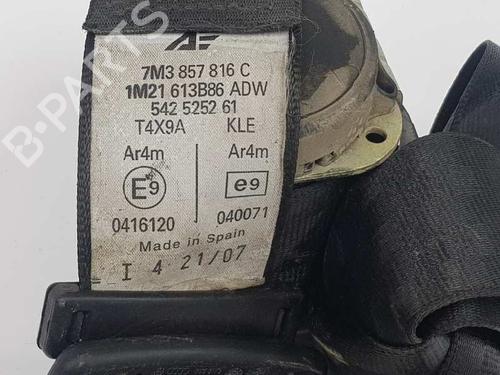 AE
7M3 857 816 C
1M21 613B86 ADW
542 5252 61
T4X9A KLE
Ar4m Ar4m
E9 e9
0416120 040071
Made in Spain
I 4 21/07
B-PARTS